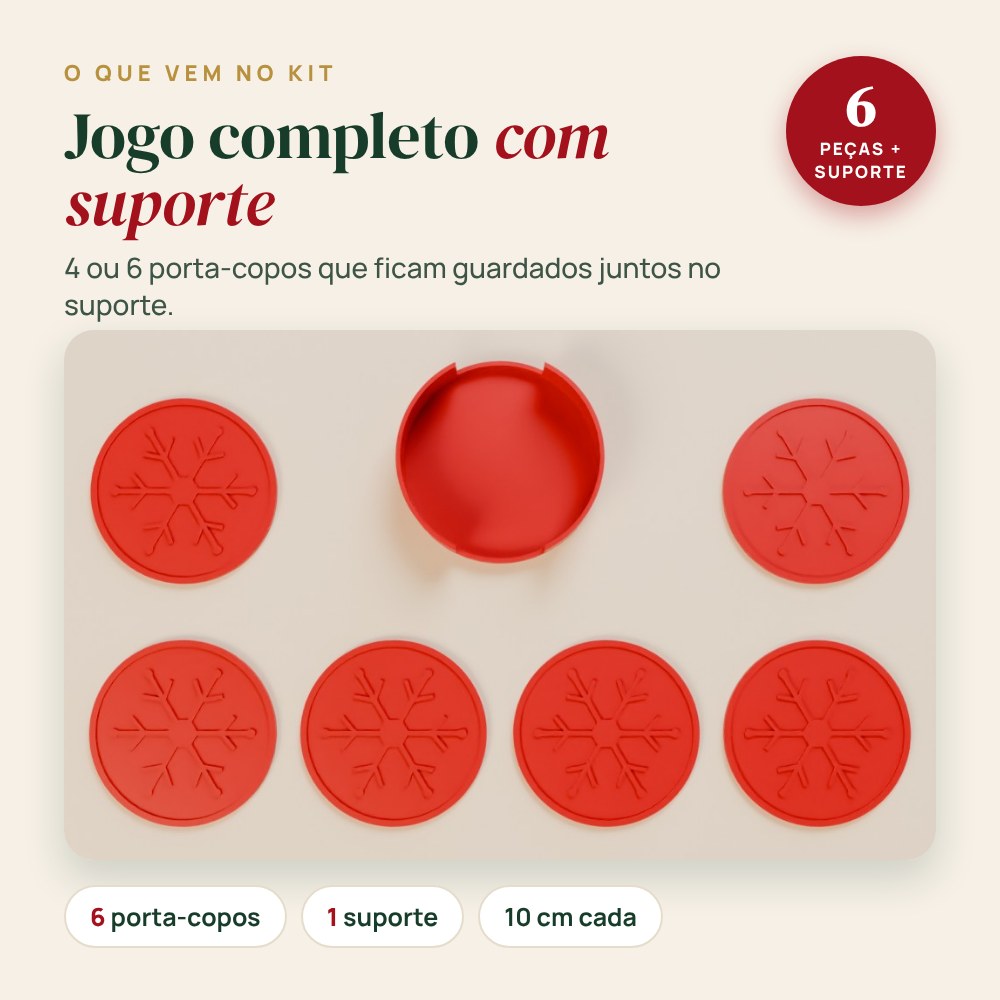 O QUE VEM NO KIT
Jogo completo com
suporte
4 ou 6 porta-copos que ficam guardados juntos no
suporte.
6
PEÇAS +
SUPORTE
6 porta-copos
1 suporte
10 cm cada